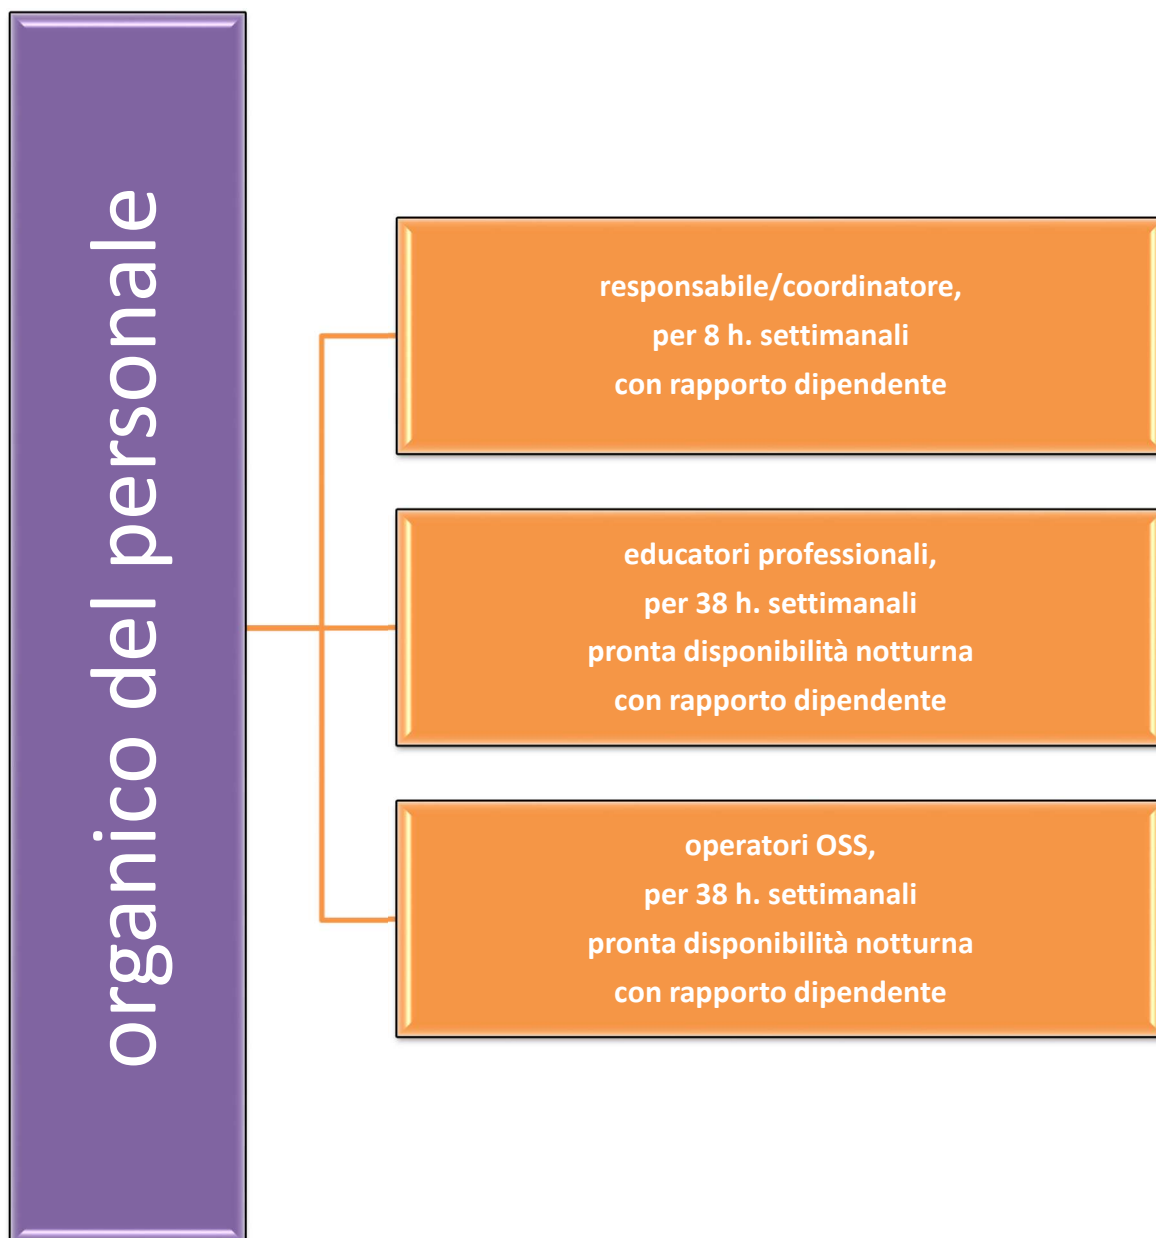 organico del personale
responsabile/coordinatore,
per 8 h. settimanali
con rapporto dipendente
educatori professionali,
per 38 h. settimanali
pronta disponibilità notturna
con rapporto dipendente
operatori OSS,
per 38 h. settimanali
pronta disponibilità notturna
con rapporto dipendente